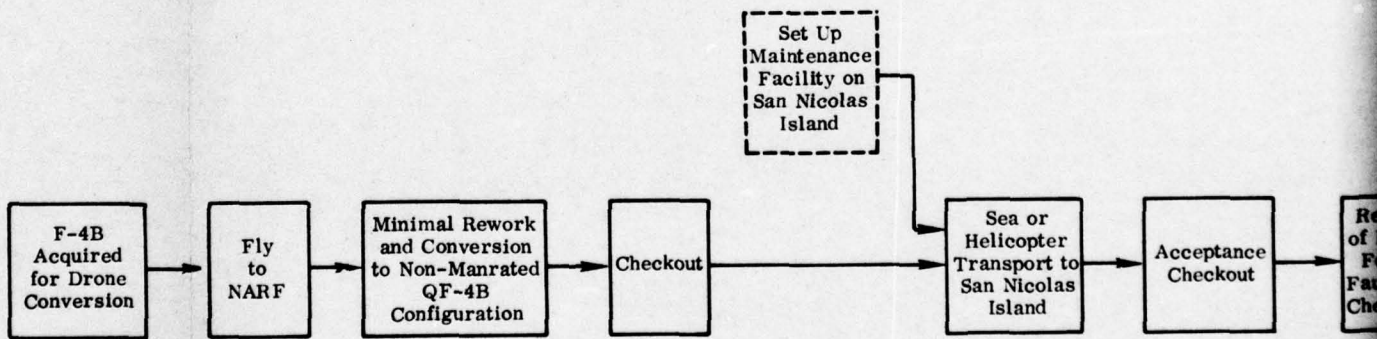 Set Up
Maintenance
Facility on
San Nicolas
Island
F-4B
Acquired
for Drone
Conversion
Fly
to
NARF
Minimal Rework
and Conversion
to Non-Manrated
QF-4B
Configuration
Checkout
Sea or
Helicopter
Transport to
San Nicolas
Island
Acceptance
Checkout
of